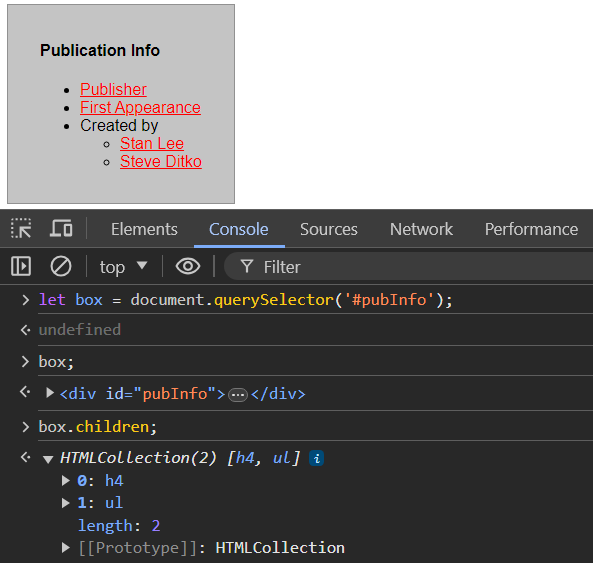 Publication Info
Publisher
First Appearance
Created by
Stan Lee
Steve Ditko
Elements Console Sources Network Performance
top Filter
let box = document.querySelector('#pubInfo');
undefined
box;
<div id="pubInfo">…</div>
box.children;
HTMLCollection(2) [h4, ul] i
0: h4
1: ul
length: 2
[[Prototype]]: HTMLCollection